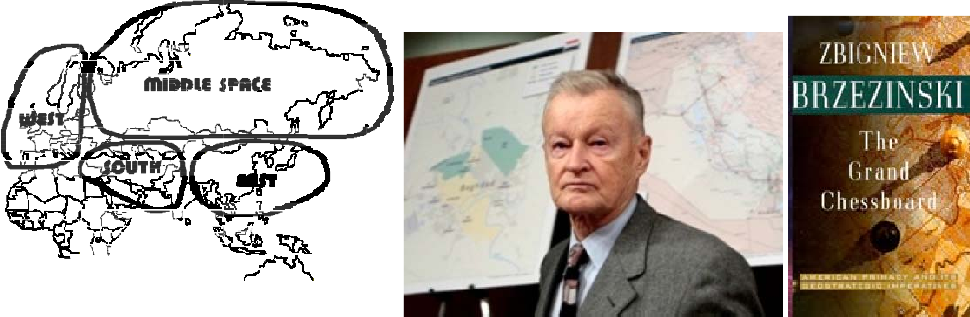 MIDDLE SPACE
WEST
SOUTH
EAST
ZBIGNIEW
BRZEZINSKI
The
Grand
Chessboard
AMERICAN PRIMACY AND ITS
GEOSTRATEGIC IMPERATIVES